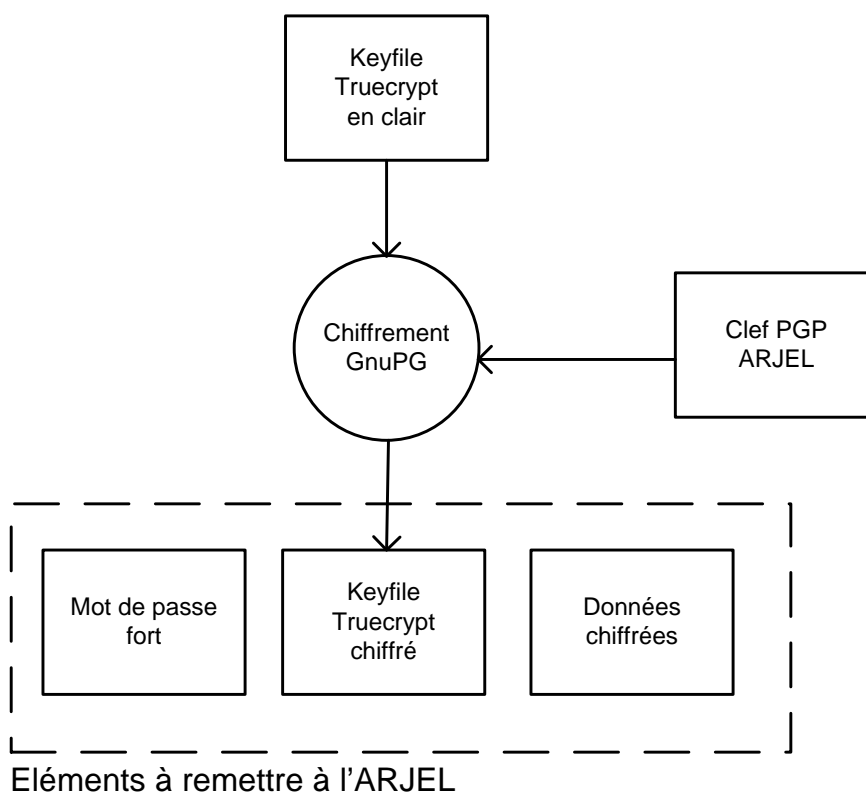 Keyfile
Truecrypt
en clair
Chiffrement
GnuPG
Clef PGP
ARJEL
Mot de passe
fort
Keyfile
Truecrypt
chiffré
Données
chiffrées
Eléments à remettre à l'ARJEL